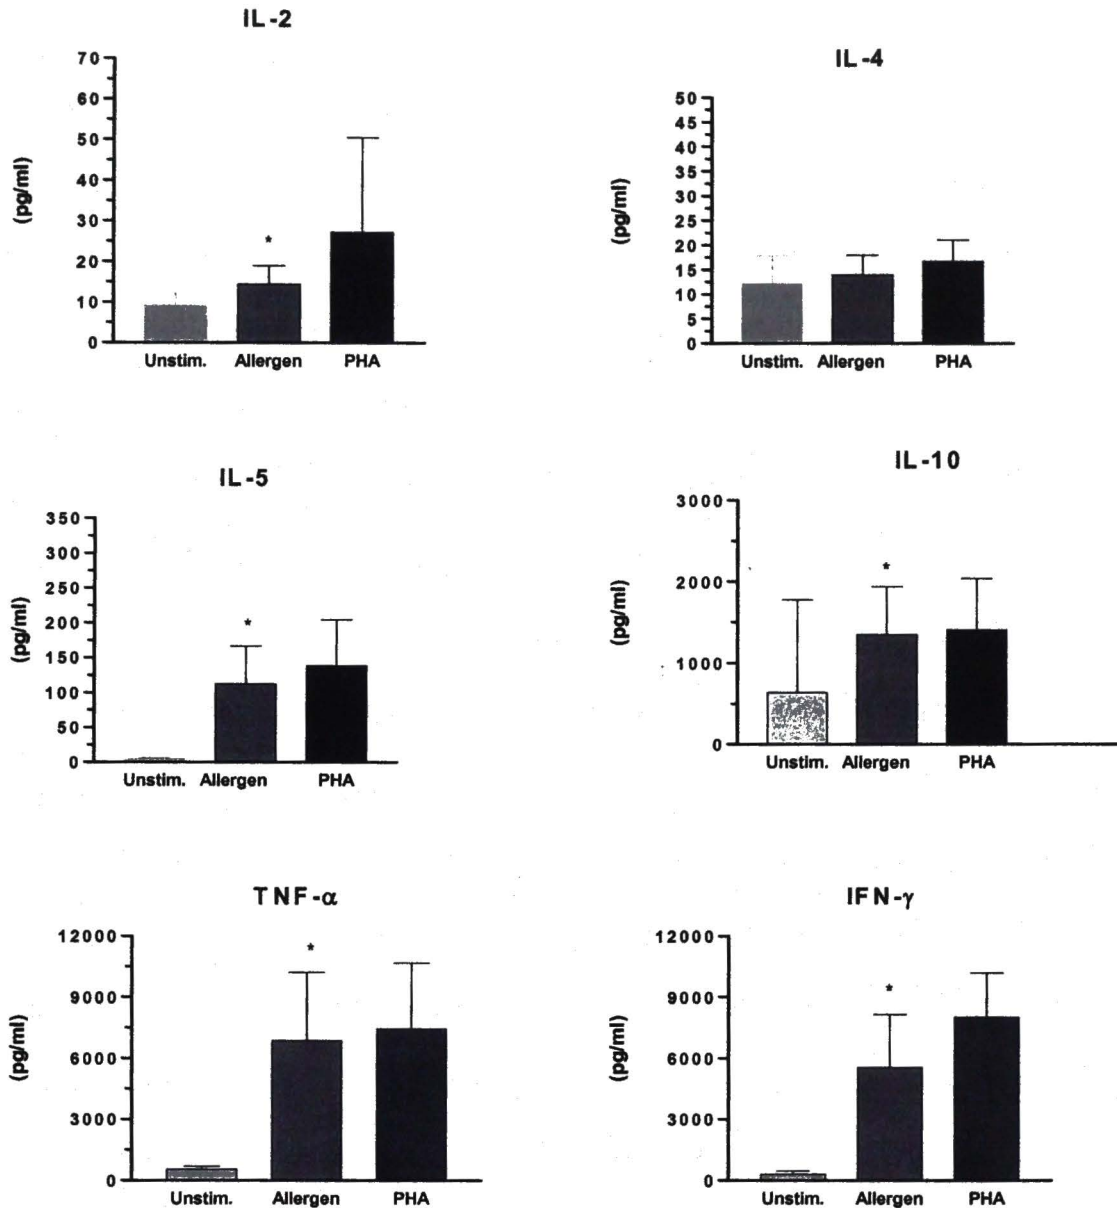 IL-2
70
60
50
40
30
20
10
0
(pg/ml)
Unstim. Allergen PHA
IL-4
50
45
40
35
30
25
20
15
10
5
0
(pg/ml)
Unstim. Allergen PHA
*
IL-5
350
300
250
200
150
100
50
0
(pg/ml)
*
Unstim. Allergen PHA
IL-10
3000
2000
1000
0
(pg/ml)
*
Unstim. Allergen PHA
TNF-α
12000
9000
6000
3000
0
(pg/ml)
*
Unstim. Allergen PHA
IFN-γ
12000
9000
6000
3000
0
(pg/ml)
*
Unstim. Allergen PHA